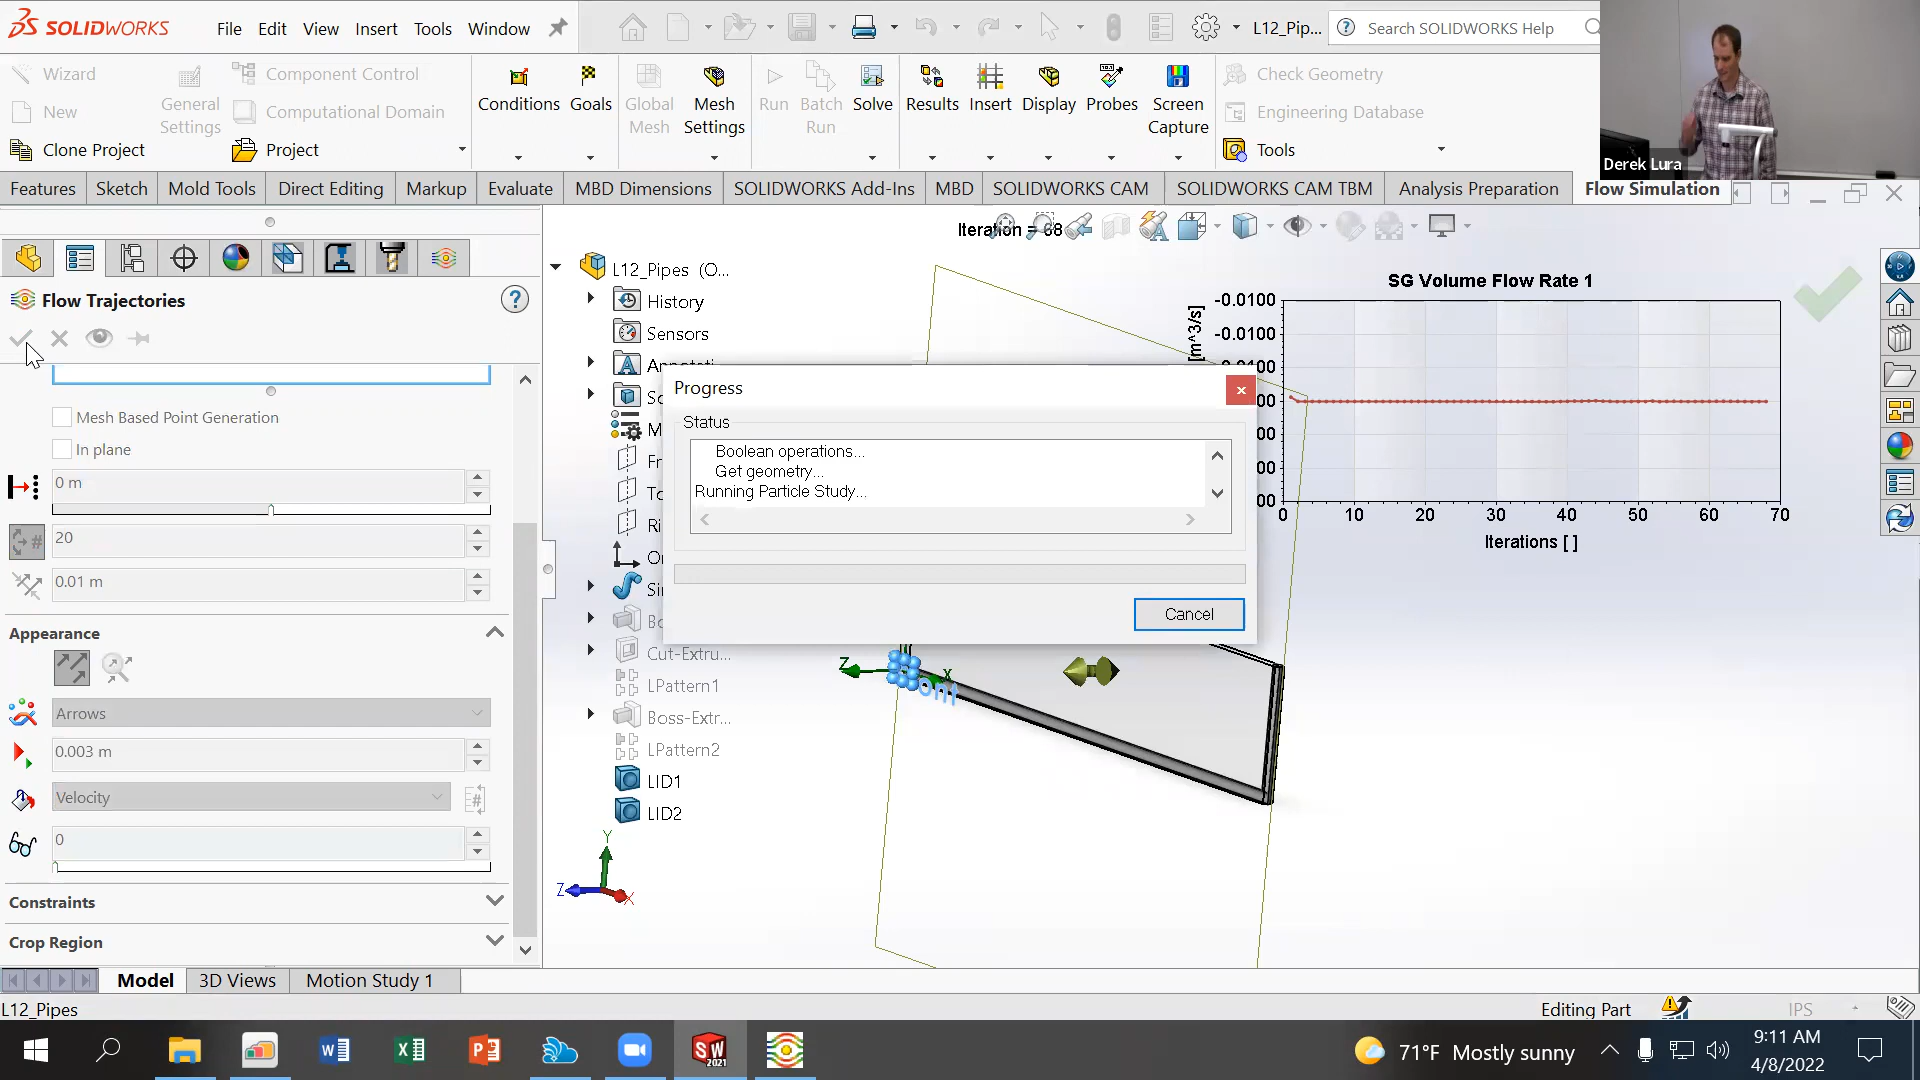 SOLIDWORKS
File Edit View Insert Tools Window
L12_Pip...
Search SOLIDWORKS Help
Wizard
New
Clone Project
General Settings
Component Control
Computational Domain
Project
Conditions
Goals
Global Mesh
Mesh Settings
Run
Batch Run
Solve
Results
Insert
Display
Probes
Screen Capture
Check Geometry
Engineering Database
Tools
Derek Lura
Features Sketch Mold Tools Direct Editing Markup Evaluate MBD Dimensions SOLIDWORKS Add-Ins MBD SOLIDWORKS CAM SOLIDWORKS CAM TBM Analysis Preparation Flow Simulation
Flow Trajectories
Mesh Based Point Generation
In plane
0 m
20
0.01 m
Appearance
Arrows
0.003 m
Velocity
0
Constraints
Crop Region
Iteration = 68
L12_Pipes (O...
History
Sensors
Cut-Extru...
LPattern1
Boss-Extr...
LPattern2
LID1
LID2
Progress
Status
Boolean operations...
Get geometry...
Running Particle Study...
Cancel
SG Volume Flow Rate 1
[m^3/s]
-0.0100
-0.0100
0 10 20 30 40 50 60 70
Iterations [ ]
Z
X
Y
Z
X
Model 3D Views Motion Study 1
L12_Pipes
Editing Part
IPS
SW 2021
71°F Mostly sunny
9:11 AM
4/8/2022